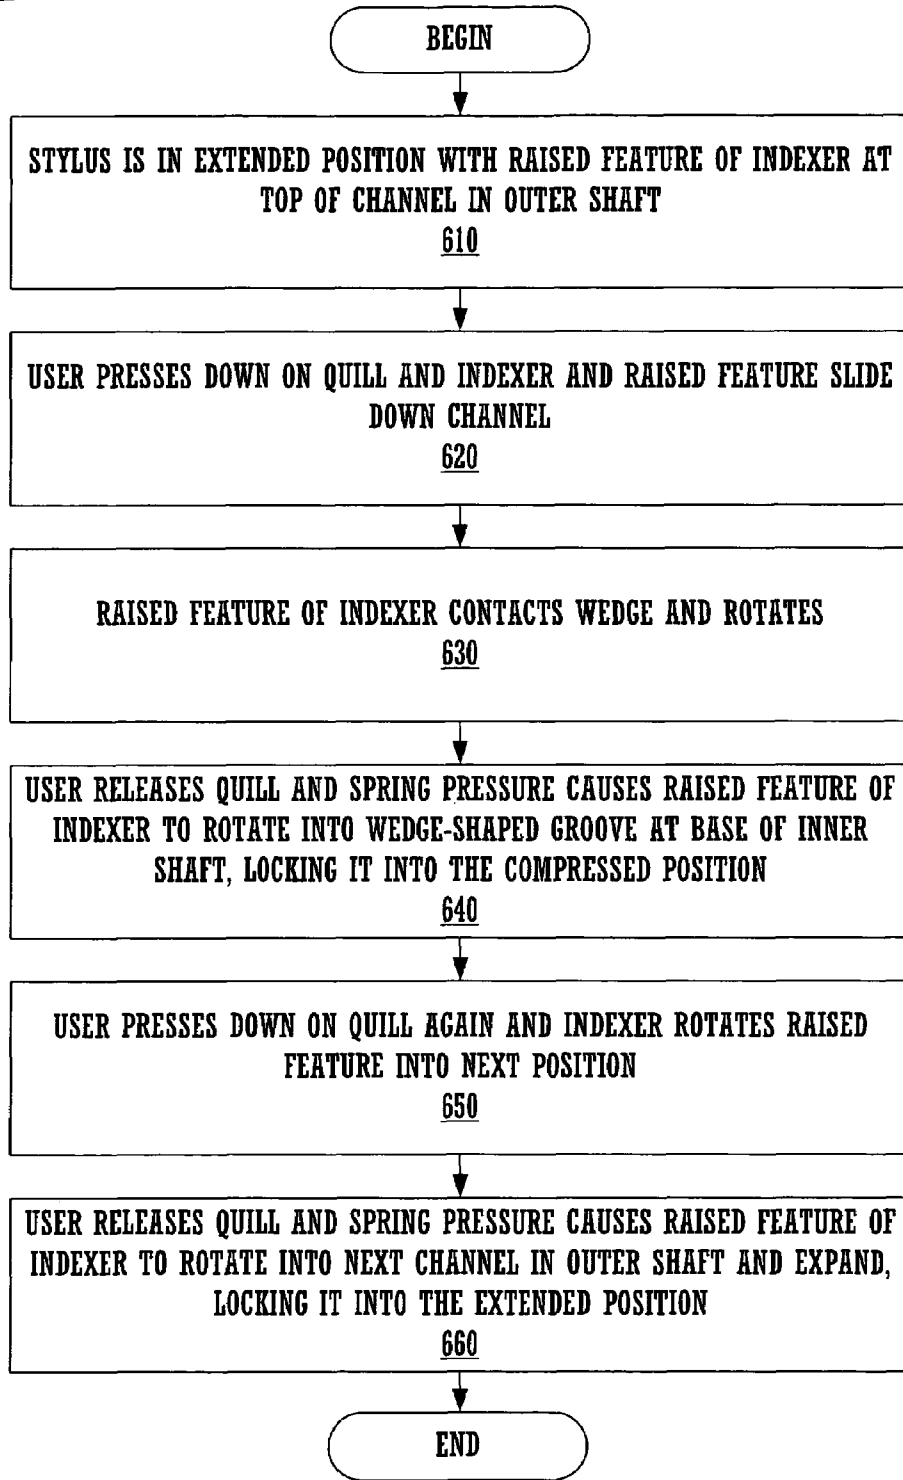 BEGIN
STYLUS IS IN EXTENDED POSITION WITH RAISED FEATURE OF INDEXER AT
TOP OF CHANNEL IN OUTER SHAFT
610
USER PRESSES DOWN ON QUILL AND INDEXER AND RAISED FEATURE SLIDE
DOWN CHANNEL
620
RAISED FEATURE OF INDEXER CONTACTS WEDGE AND ROTATES
630
USER RELEASES QUILL AND SPRING PRESSURE CAUSES RAISED FEATURE OF
INDEXER TO ROTATE INTO WEDGE-SHAPED GROOVE AT BASE OF INNER
SHAFT, LOCKING IT INTO THE COMPRESSED POSITION
640
USER PRESSES DOWN ON QUILL AGAIN AND INDEXER ROTATES RAISED
FEATURE INTO NEXT POSITION
650
USER RELEASES QUILL AND SPRING PRESSURE CAUSES RAISED FEATURE OF
INDEXER TO ROTATE INTO NEXT CHANNEL IN OUTER SHAFT AND EXPAND,
LOCKING IT INTO THE EXTENDED POSITION
660
END